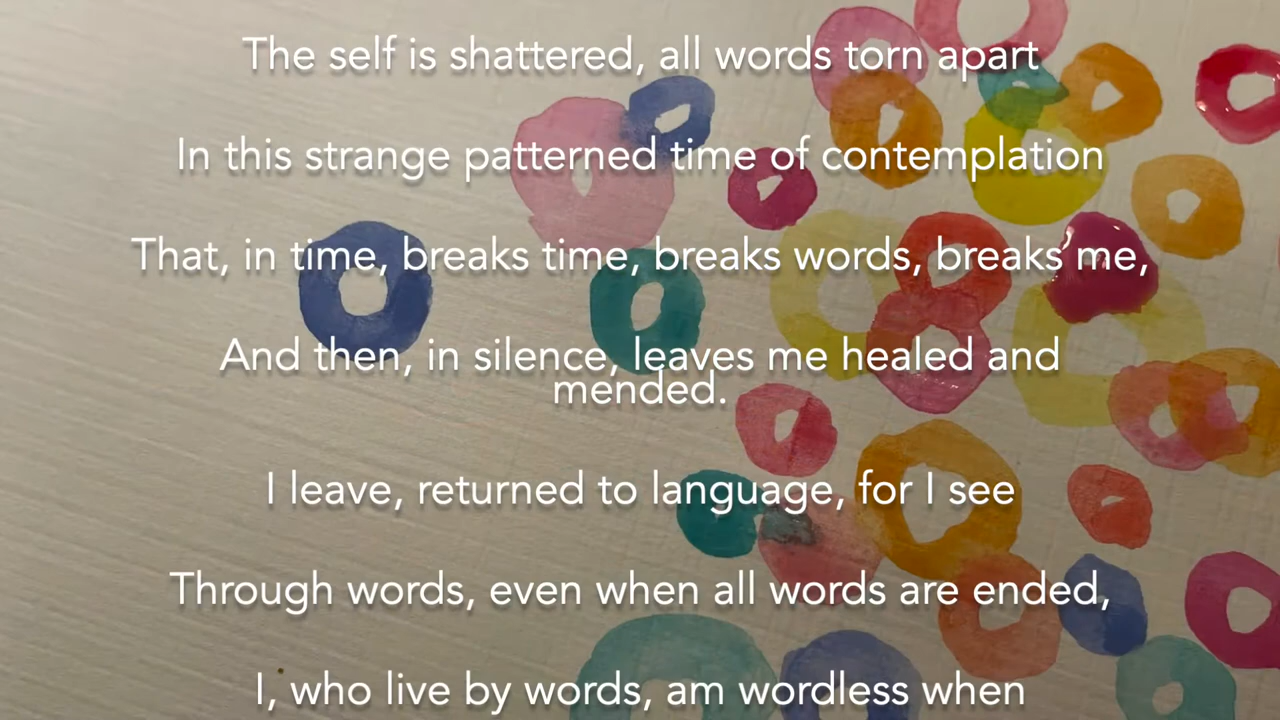 The self is shattered, all words torn apart
In this strange patterned time of contemplation
That, in time, breaks time, breaks words, breaks me,
And then, in silence, leaves me healed and
mended.
I leave, returned to language, for I see
Through words, even when all words are ended,
I, who live by words, am wordless when